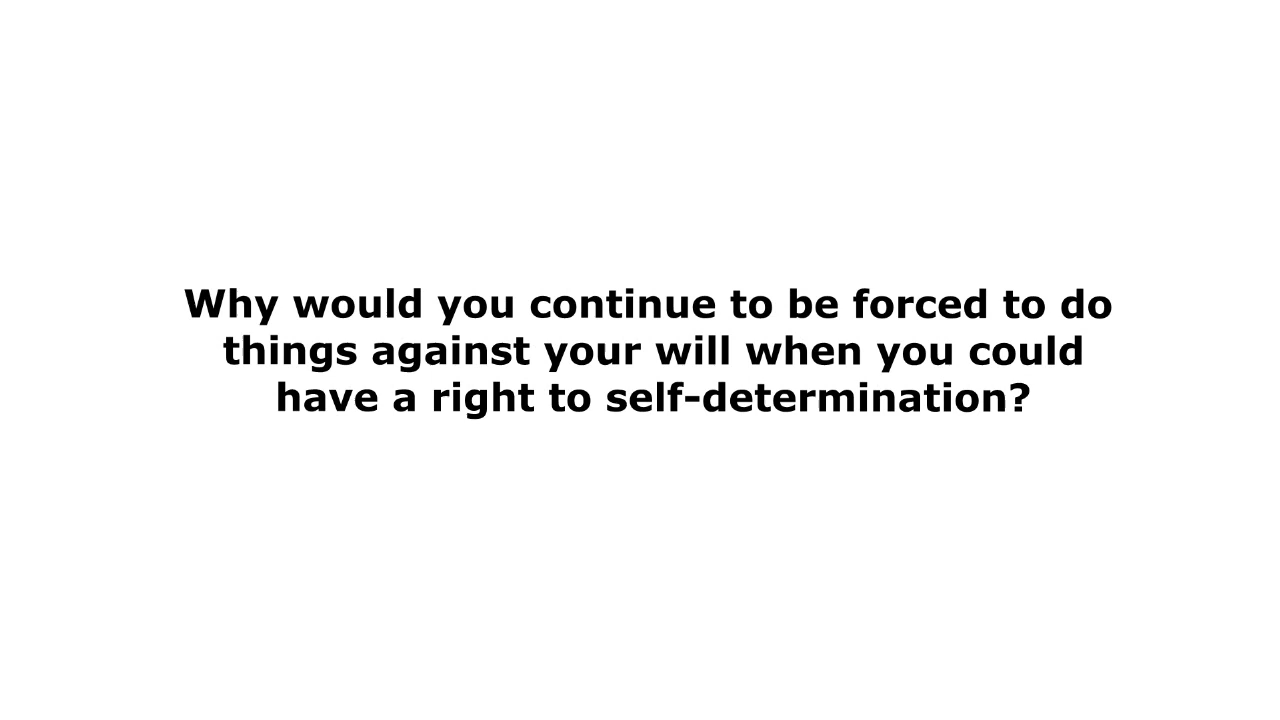 Why would you continue to be forced to do
things against your will when you could
have a right to self-determination?